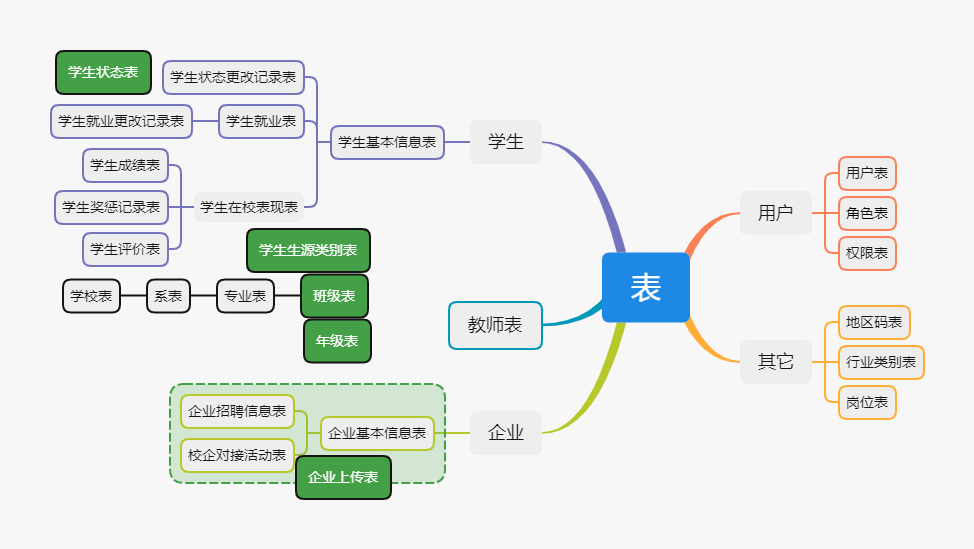 表
学生
学生基本信息表
学生状态表
学生状态更改记录表
学生就业更改记录表
学生就业表
学生在校表现表
学生成绩表
学生奖惩记录表
学生评价表
学生生源类别表
学校表
系表
专业表
班级表
年级表
教师表
企业
企业基本信息表
企业招聘信息表
校企对接活动表
企业上传表
用户
用户表
角色表
权限表
其它
地区码表
行业类别表
岗位表